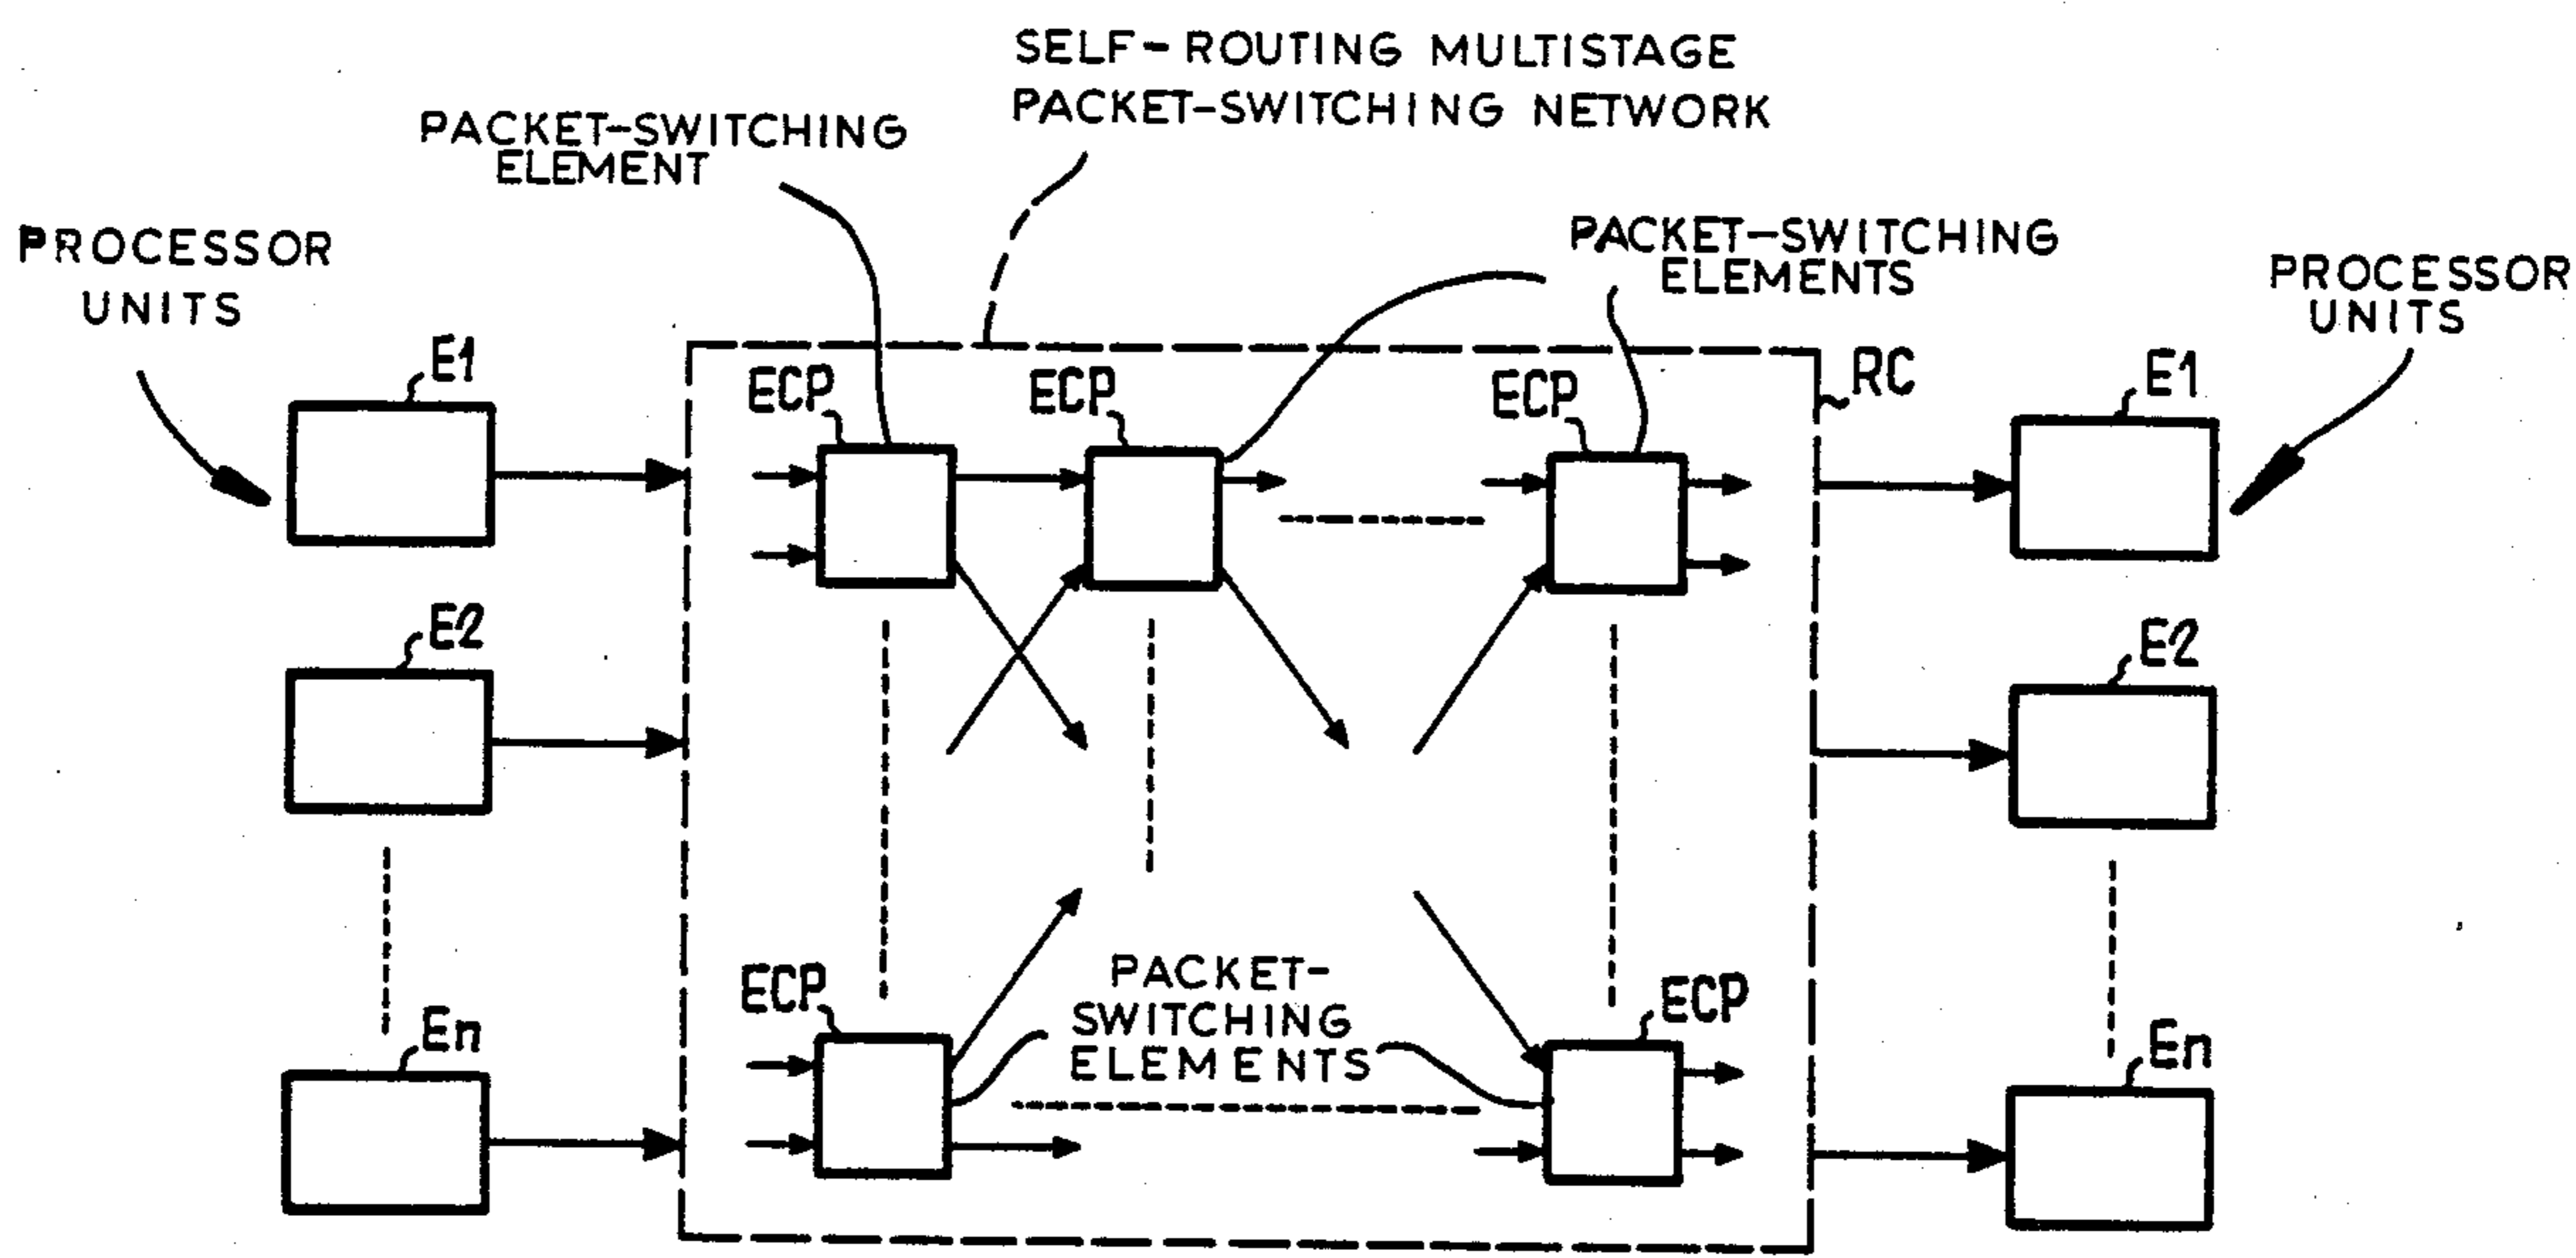 SELF-ROUTING MULTISTAGE
PACKET-SWITCHING NETWORK
PACKET-SWITCHING
ELEMENT
PACKET-SWITCHING
ELEMENTS
PROCESSOR
UNITS
PROCESSOR
UNITS
E1
ECP
ECP
ECP
RC
E1
E2
E2
ECP
PACKET-
SWITCHING
ELEMENTS
ECP
En
En